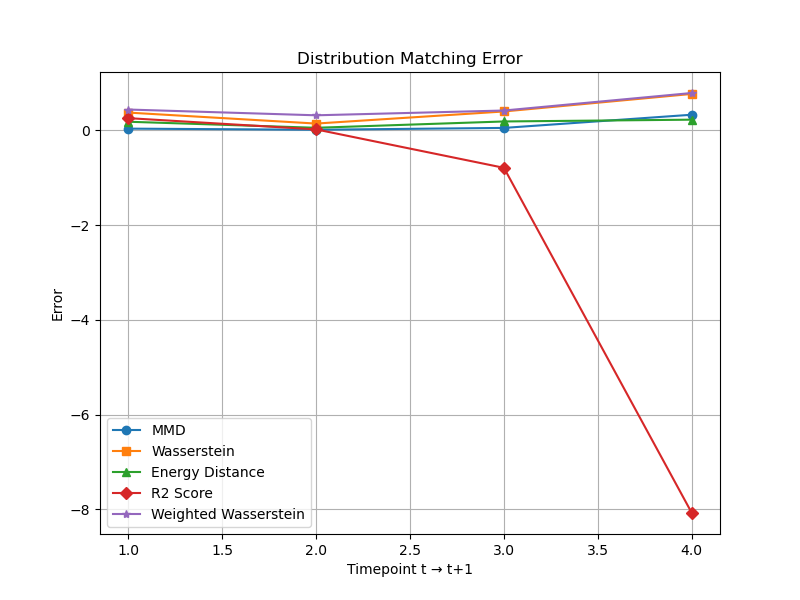 Distribution Matching Error
Error
0
−2
−4
−6
−8
MMD
Wasserstein
Energy Distance
R2 Score
Weighted Wasserstein
1.0 1.5 2.0 2.5 3.0 3.5 4.0
Timepoint t → t+1